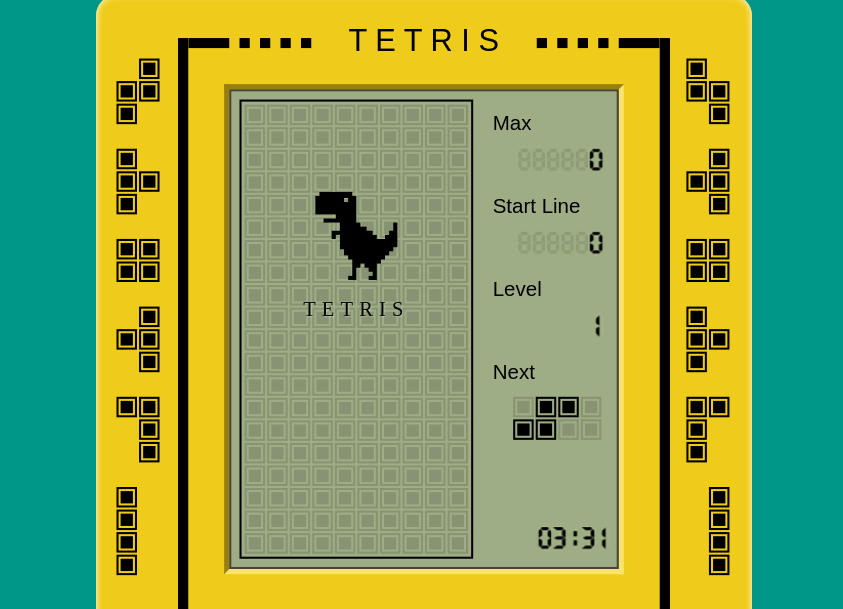 TETRIS
Max
0
Start Line
0
Level
1
Next
TETRIS
03:31